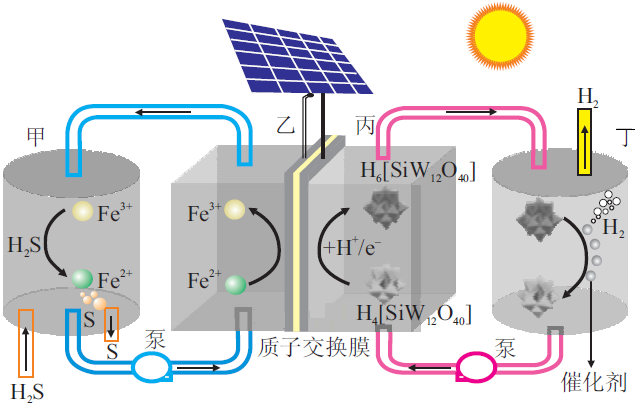 甲
乙
丙
丁
H₂
Fe³⁺
H₂S
Fe²⁺
S
S
H₂S
泵
Fe³⁺
Fe²⁺
质子交换膜
H₆[SiW₁₂O₄₀]
+H⁺/e⁻
H₄[SiW₁₂O₄₀]
泵
H₂
催化剂